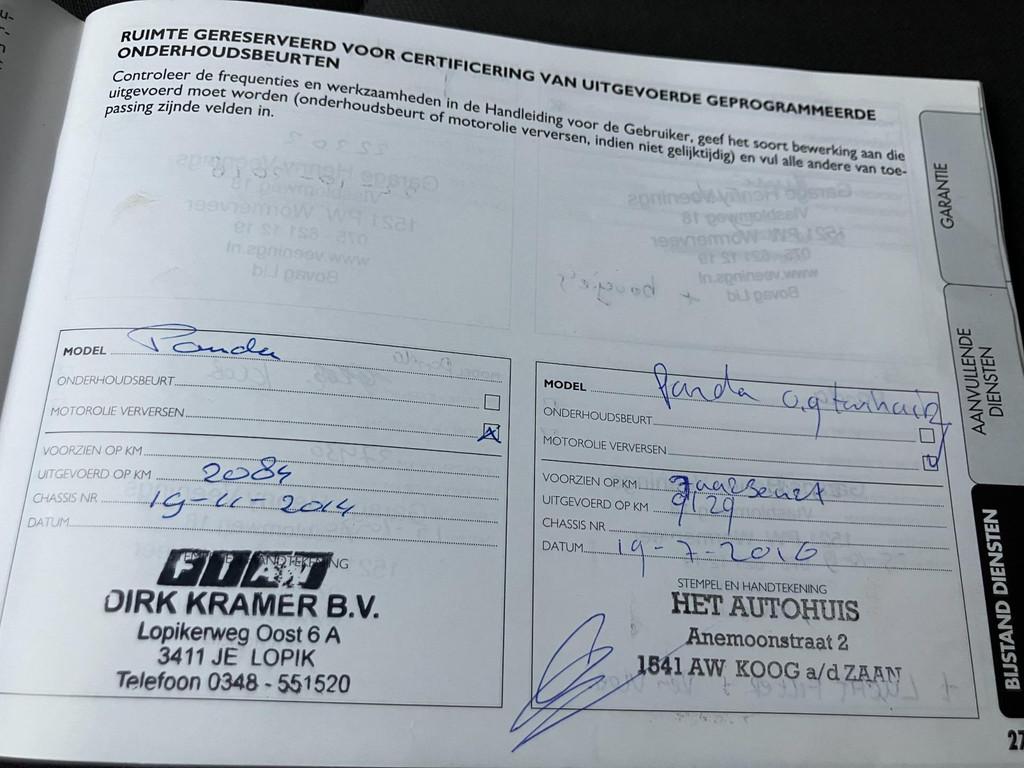 RUIMTE GERESERVEERD VOOR CERTIFICERING VAN UITGEVOERDE GEPROGRAMMEERDE
ONDERHOUDSBEURTEN
Controleer de frequenties en werkzaamheden in de Handleiding voor de Gebruiker, geef het soort bewerking aan die
uitgevoerd moet worden (onderhoudsbeurt of motorolie verversen, indien niet gelijktijdig) en vul alle andere van toe-
passing zijnde velden in.
MODEL Panda
ONDERHOUDSBEURT
MOTOROLIE VERVERSEN
VOORZIEN OP KM
UITGEVOERD OP KM 2084
CHASSIS NR 19-11-2014
DATUM
HANDTEKENING
FIAT
DIRK KRAMER B.V.
Lopikerweg Oost 6 A
3411 JE LOPIK
Telefoon 0348 - 551520
MODEL Panda
ONDERHOUDSBEURT
MOTOROLIE VERVERSEN
VOORZIEN OP KM Jaarbeurt
UITGEVOERD OP KM 9129
CHASSIS NR
DATUM 19-7-2016
STEMPEL EN HANDTEKENING
HET AUTOHUIS
Anemoonstraat 2
1541 AW KOOG a/d ZAAN
GARANTIE
AANVULLENDE
DIENSTEN
BIJSTAND DIENSTEN
27